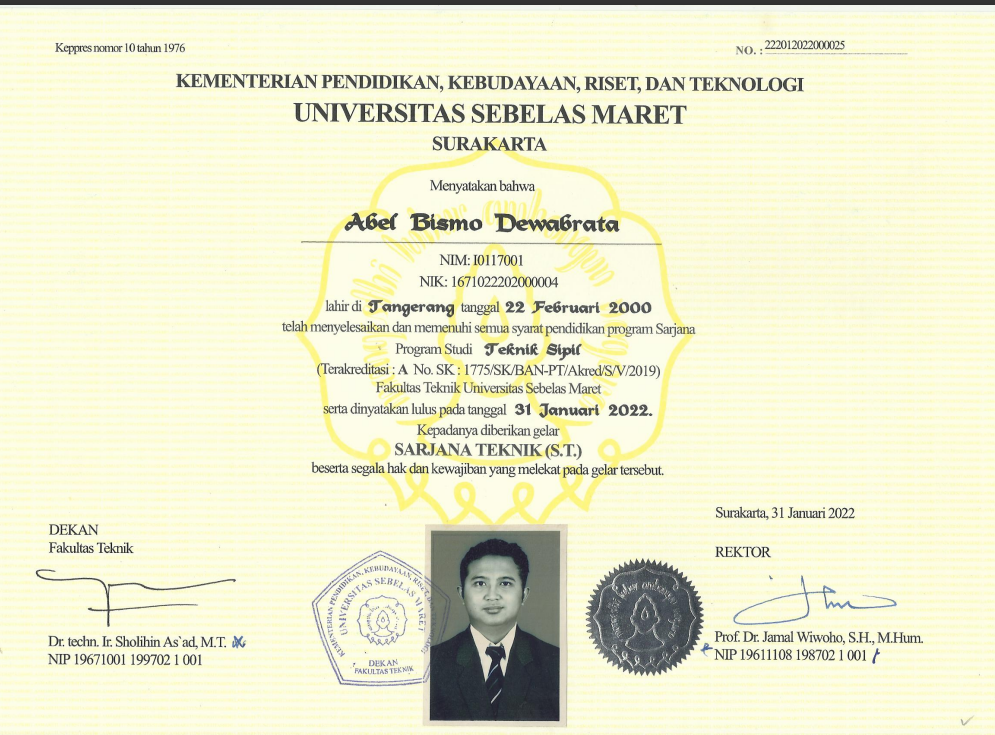 Keppres nomor 10 tahun 1976
NO. : 222012022000025
KEMENTERIAN PENDIDIKAN, KEBUDAYAAN, RISET, DAN TEKNOLOGI
UNIVERSITAS SEBELAS MARET
SURAKARTA
Menyatakan bahwa
Abel Bismo Dewabrata
NIM: I0117001
NIK: 1671022202000004
lahir di Tangerang tanggal 22 Februari 2000
telah menyelesaikan dan memenuhi semua syarat pendidikan program Sarjana
Program Studi Teknik Sipil
(Terakreditasi : A No. SK : 1775/SK/BAN-PT/Akred/S/V/2019)
Fakultas Teknik Universitas Sebelas Maret
serta dinyatakan lulus pada tanggal 31 Januari 2022.
Kepadanya diberikan gelar
SARJANA TEKNIK (S.T.)
beserta segala hak dan kewajiban yang melekat pada gelar tersebut.
DEKAN
Fakultas Teknik
Dr. techn. Ir. Sholihin As`ad, M.T.
NIP 19671001 199702 1 001
KEMENTERIAN PENDIDIKAN, KEBUDAYAAN, RISET,
UNIVERSITAS SEBELAS MARET
DEKAN
FAKULTAS TEKNIK
Surakarta, 31 Januari 2022
REKTOR
Prof. Dr. Jamal Wiwoho, S.H., M.Hum.
NIP 19611108 198702 1 001